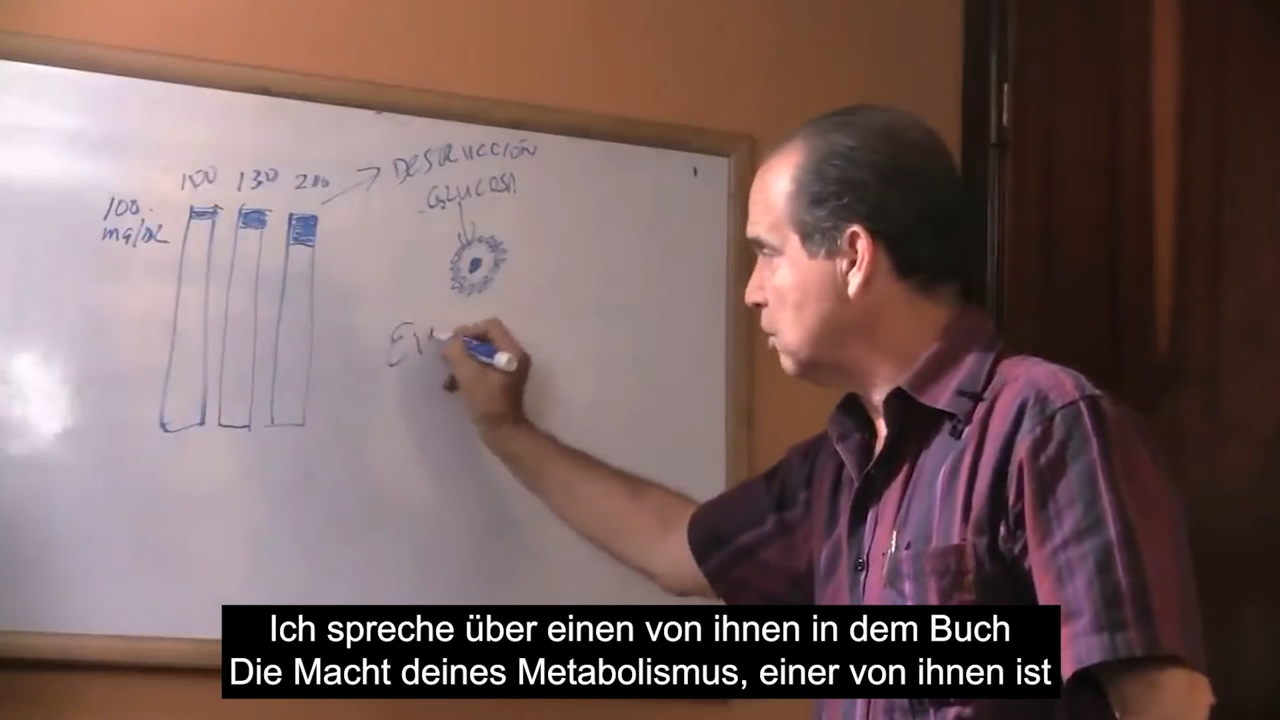 100 130 200
100.
mg/DL
DESTRUCCIÓN
GLUCOSA
Ich spreche über einen von ihnen in dem Buch
Die Macht deines Metabolismus, einer von ihnen ist